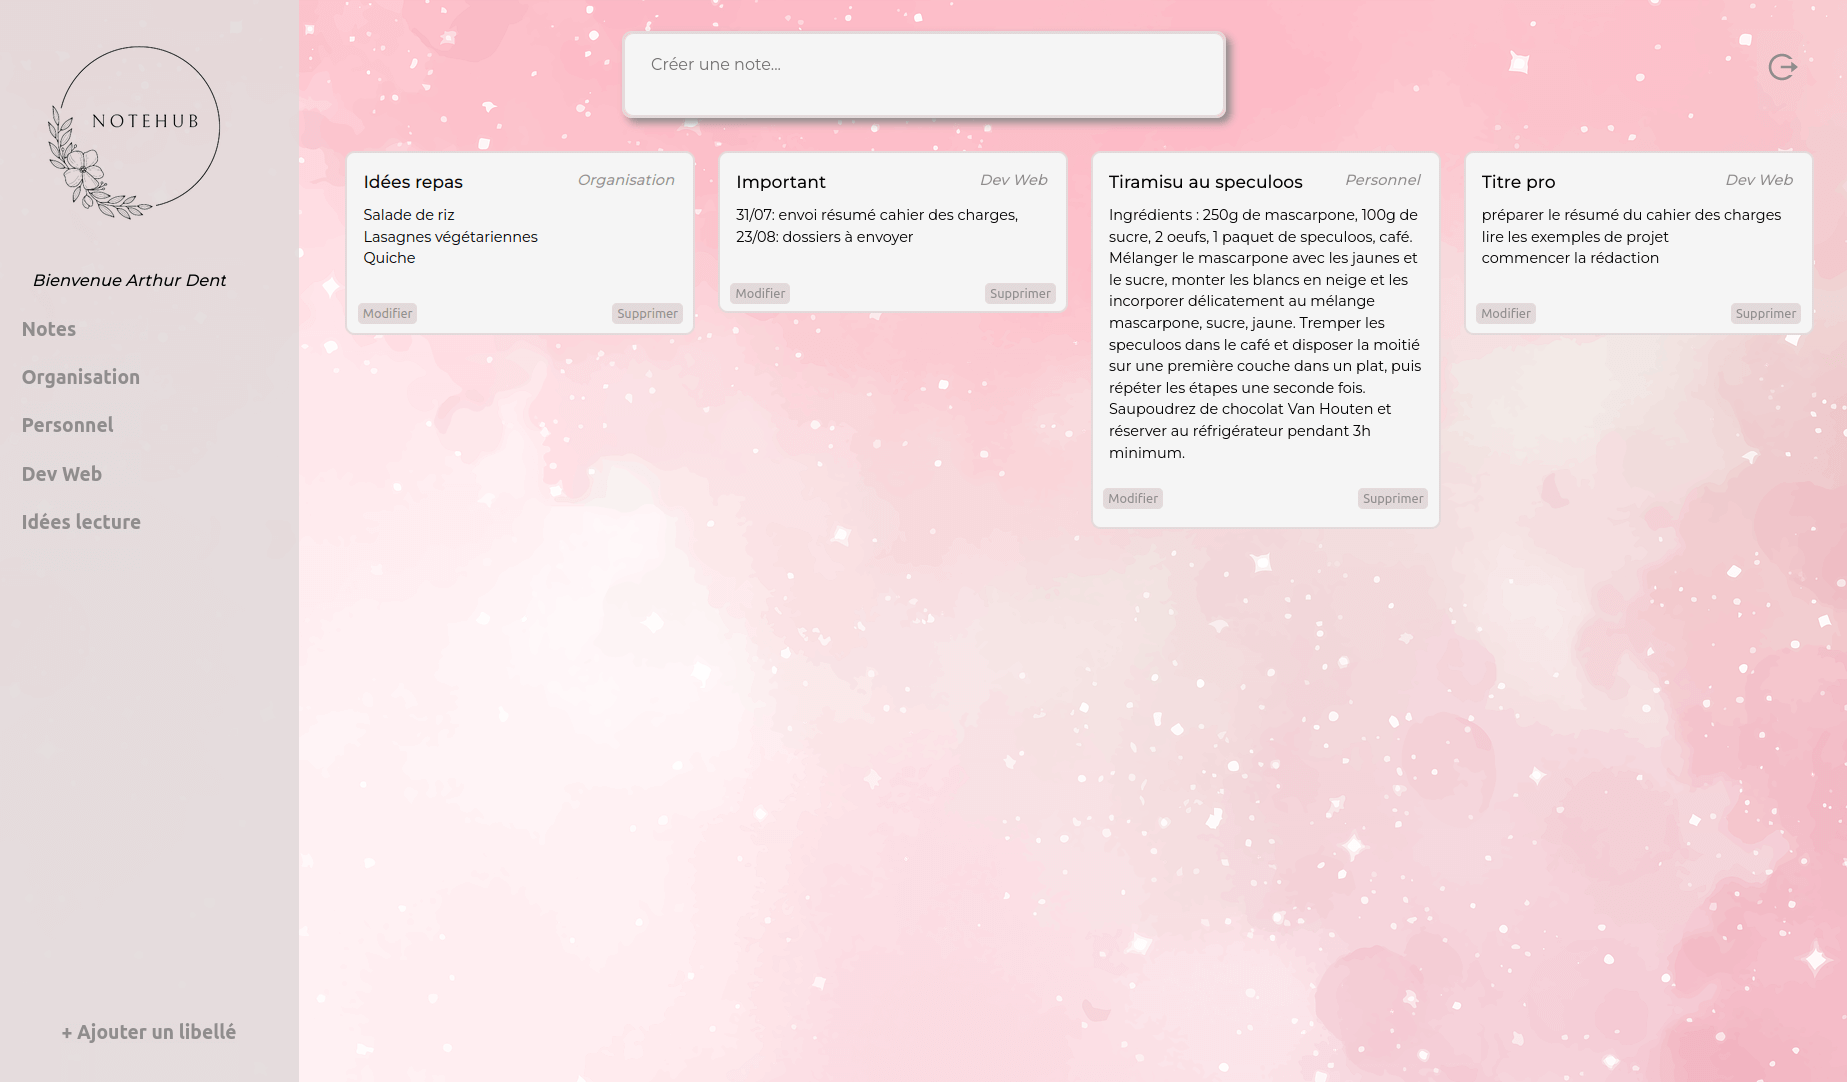 NOTEHUB
Bienvenue Arthur Dent
Notes
Organisation
Personnel
Dev Web
Idées lecture
+ Ajouter un libellé
Créer une note...
Idées repas
Organisation
Salade de riz
Lasagnes végétariennes
Quiche
Modifier
Supprimer
Important
Dev Web
31/07: envoi résumé cahier des charges,
23/08: dossiers à envoyer
Modifier
Supprimer
Tiramisu au speculoos
Personnel
Ingrédients : 250g de mascarpone, 100g de
sucre, 2 oeufs, 1 paquet de speculoos, café.
Mélanger le mascarpone avec les jaunes et
le sucre, monter les blancs en neige et les
incorporer délicatement au mélange
mascarpone, sucre, jaune. Tremper les
speculoos dans le café et disposer la moitié
sur une première couche dans un plat, puis
répéter les étapes une seconde fois.
Saupoudrez de chocolat Van Houten et
réserver au réfrigérateur pendant 3h
minimum.
Modifier
Supprimer
Titre pro
Dev Web
préparer le résumé du cahier des charges
lire les exemples de projet
commencer la rédaction
Modifier
Supprimer